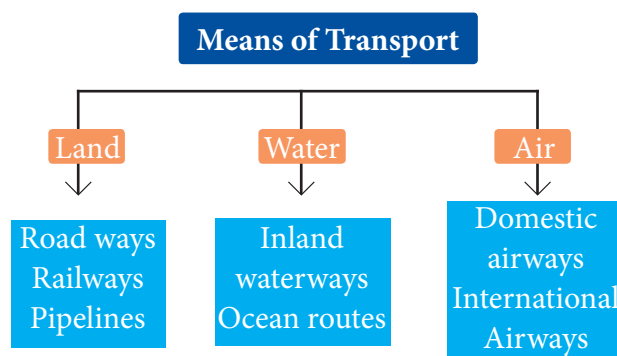 Means of Transport
Land
Water
Air
Road ways
Railways
Pipelines
Inland
waterways
Ocean routes
Domestic
airways
International
Airways